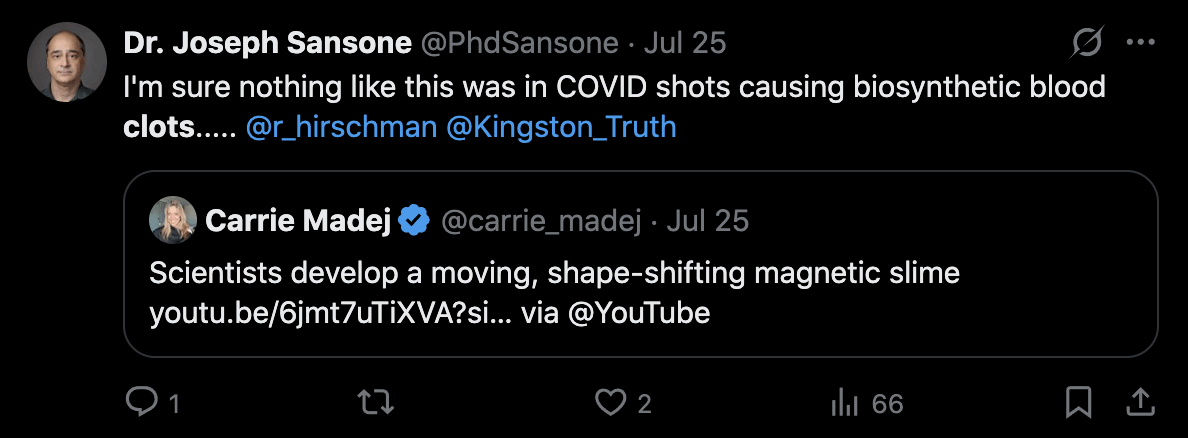 Dr. Joseph Sansone @PhdSansone · Jul 25
I'm sure nothing like this was in COVID shots causing biosynthetic blood
clots..... @r_hirschman @Kingston_Truth
Carrie Madej @carrie_madej · Jul 25
Scientists develop a moving, shape-shifting magnetic slime
youtu.be/6jmt7uTiXVA?si... via @YouTube
1 2 66